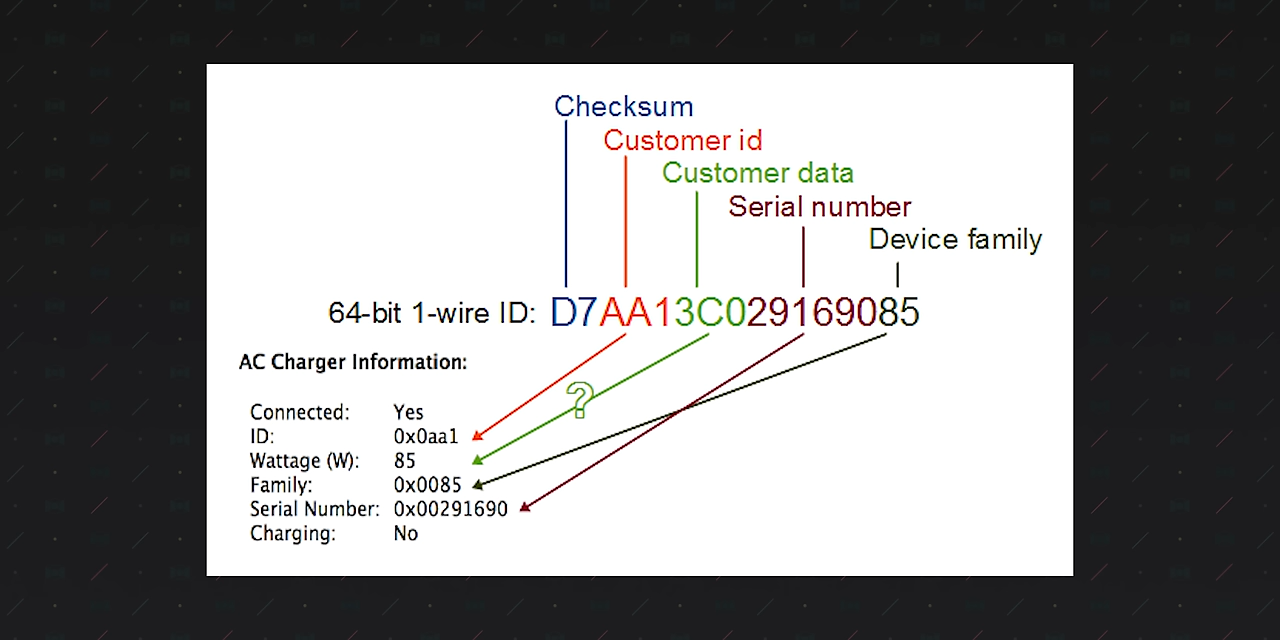 Checksum
Customer id
Customer data
Serial number
Device family
64-bit 1-wire ID: D7AA13C029169085
AC Charger Information:
?
Connected: Yes
ID: 0x0aa1
Wattage (W): 85
Family: 0x0085
Serial Number: 0x00291690
Charging: No